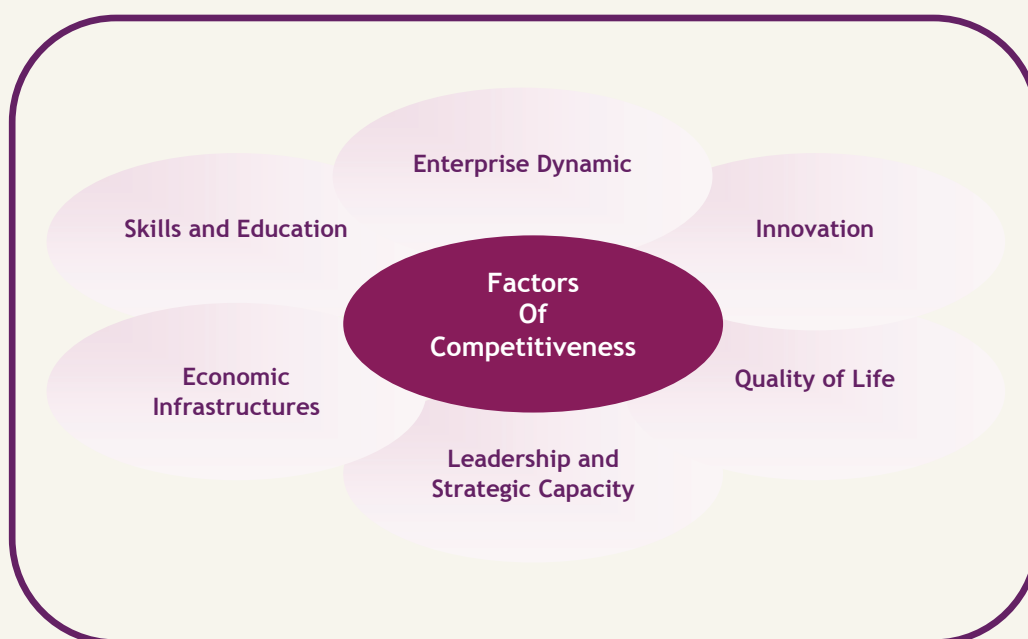 Enterprise Dynamic
Skills and Education
Innovation
Factors
Of
Competitiveness
Economic
Infrastructures
Quality of Life
Leadership and
Strategic Capacity